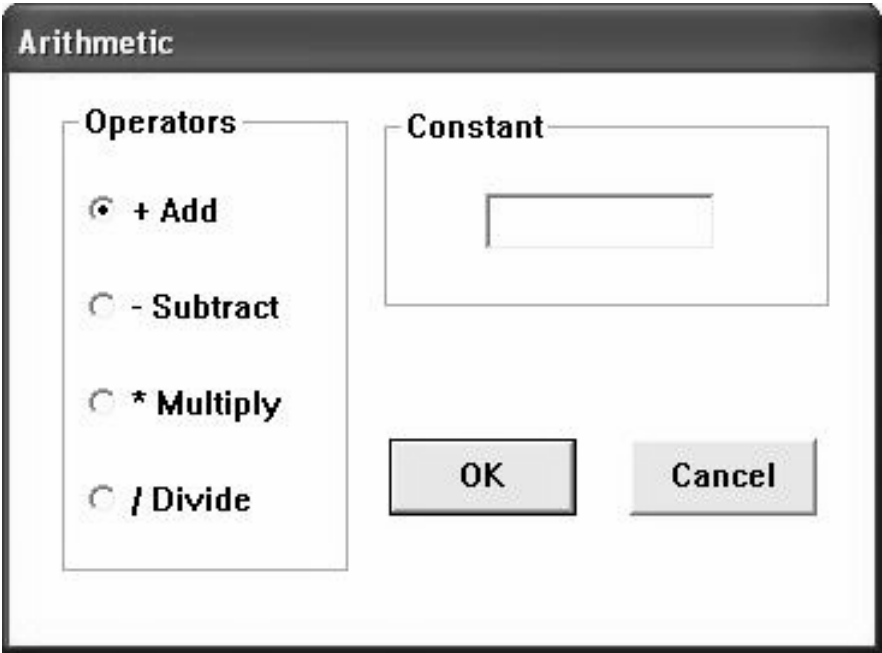 Arithmetic
Operators
+ Add
- Subtract
* Multiply
/ Divide
Constant
OK
Cancel